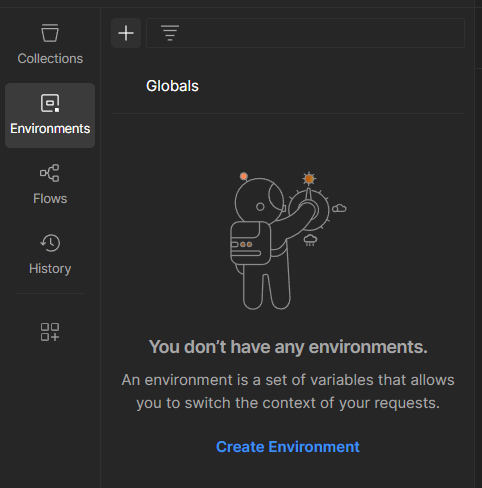 Collections
Environments
Flows
History
Globals
You don’t have any environments.
An environment is a set of variables that allows
you to switch the context of your requests.
Create Environment